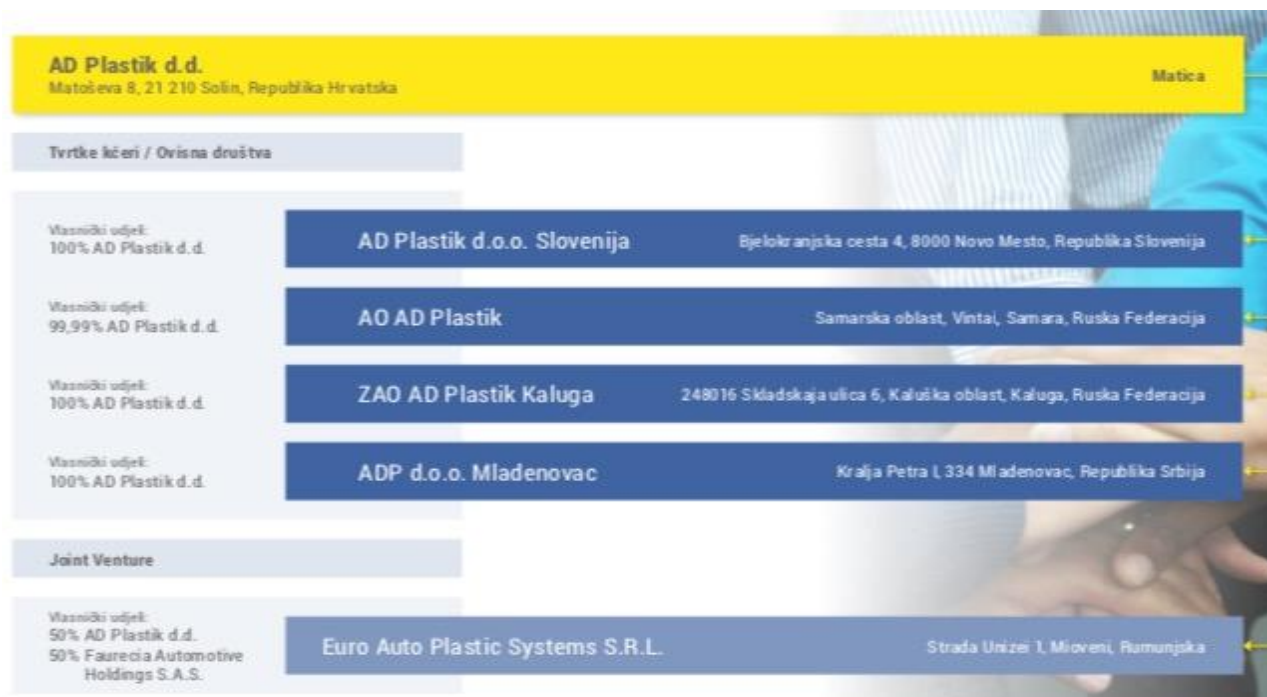 AD Plastik d.d.
Matoševa 8, 21 210 Solin, Republika Hrvatska
Matica
Tvrtke kćeri / Ovisna društva
Vlasnički udjel:
100% AD Plastik d.d.
AD Plastik d.o.o. Slovenija
Bjelokranjska cesta 4, 8000 Novo Mesto, Republika Slovenija
Vlasnički udjel:
99,99% AD Plastik d.d.
AO AD Plastik
Samarska oblast, Vintai, Samara, Ruska Federacija
Vlasnički udjel:
100% AD Plastik d.d.
ZAO AD Plastik Kaluga
248016 Skladskaja ulica 6, Kaluška oblast, Kaluga, Ruska Federacija
Vlasnički udjel:
100% AD Plastik d.d.
ADP d.o.o. Mladenovac
Kralja Petra I, 334 Mladenovac, Republika Srbija
Joint Venture
Vlasnički udjel:
50% AD Plastik d.d.
50% Faurecia Automotive
Holdings S.A.S.
Euro Auto Plastic Systems S.R.L.
Strada Unizei 1, Mioveni, Rumunjska